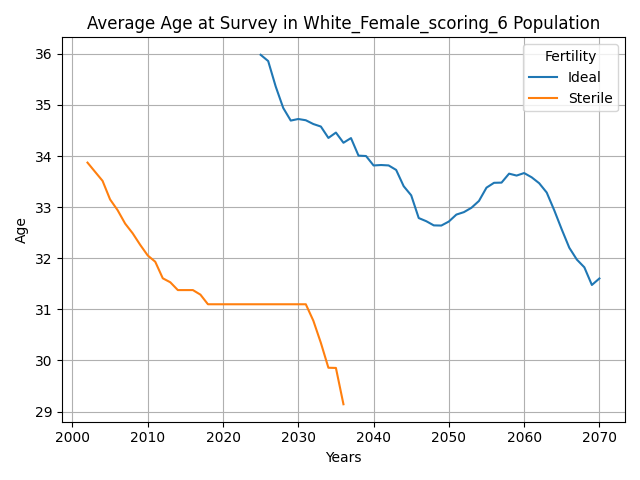 Average Age at Survey in White_Female_scoring_6 Population
Fertility
Ideal
Sterile
36
35
34
33
32
31
30
29
Age
2000 2010 2020 2030 2040 2050 2060 2070
Years